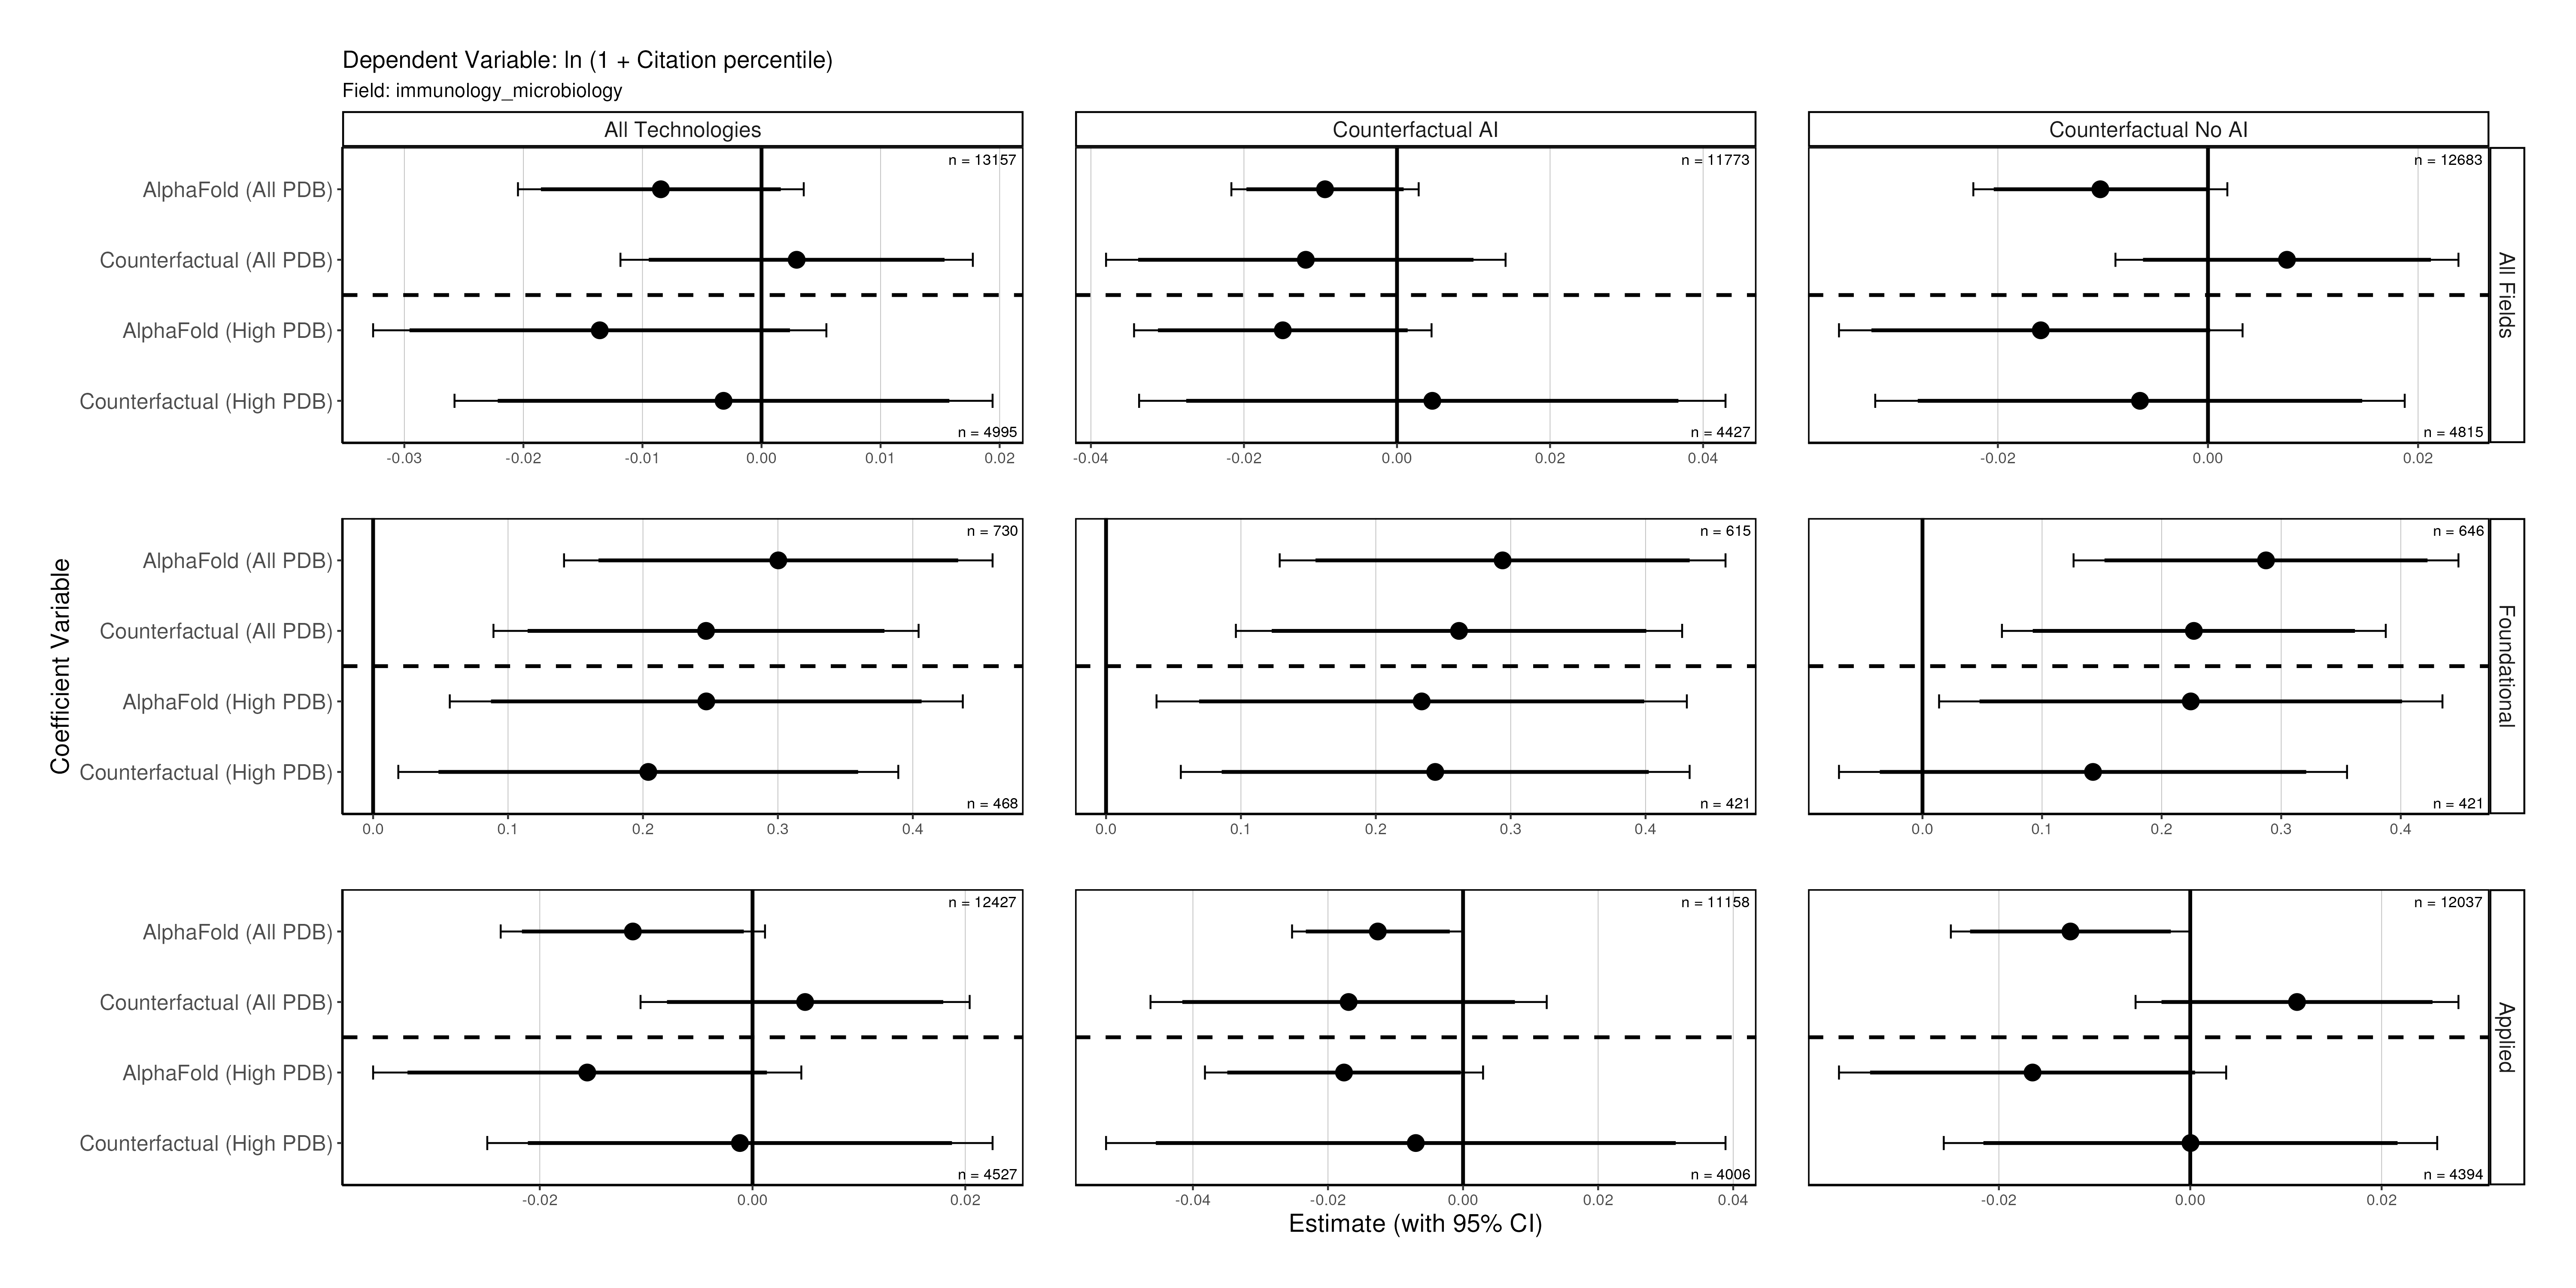 Dependent Variable: ln (1 + Citation percentile)
Field: immunology_microbiology
All Technologies
Counterfactual AI
Counterfactual No AI
AlphaFold (All PDB)
Counterfactual (All PDB)
AlphaFold (High PDB)
Counterfactual (High PDB)
n = 13157
n = 4995
-0.03 -0.02 -0.01 0.00 0.01 0.02
n = 11773
n = 4427
-0.04 -0.02 0.00 0.02 0.04
n = 12683
n = 4815
-0.02 0.00 0.02
All Fields
Coefficient Variable
AlphaFold (All PDB)
Counterfactual (All PDB)
AlphaFold (High PDB)
Counterfactual (High PDB)
n = 730
n = 468
0.0 0.1 0.2 0.3 0.4
n = 615
n = 421
0.0 0.1 0.2 0.3 0.4
n = 646
n = 421
0.0 0.1 0.2 0.3 0.4
Foundational
AlphaFold (All PDB)
Counterfactual (All PDB)
AlphaFold (High PDB)
Counterfactual (High PDB)
n = 12427
n = 4527
-0.02 0.00 0.02
n = 11158
n = 4006
-0.04 -0.02 0.00 0.02 0.04
n = 12037
n = 4394
-0.02 0.00 0.02
Applied
Estimate (with 95% CI)